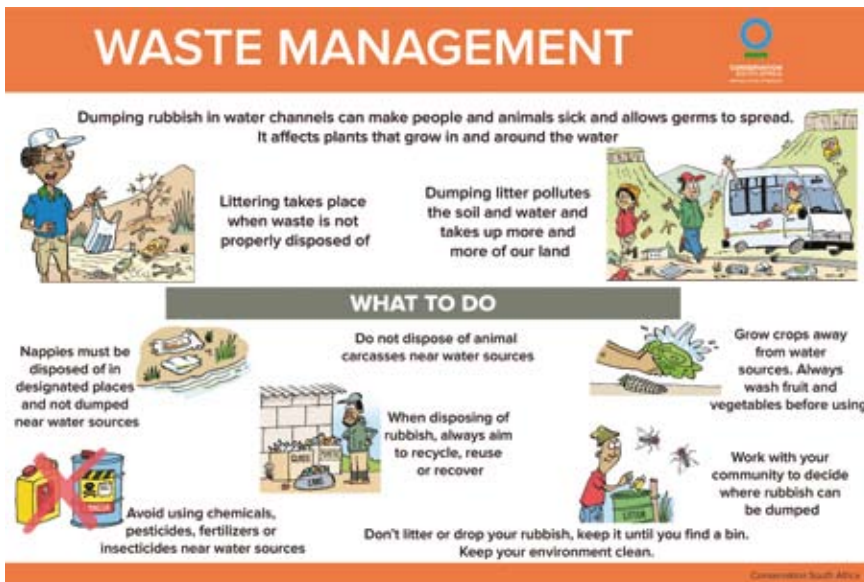 WASTE MANAGEMENT
CONSERVATION
SOUTH AFRICA
Dumping rubbish in water channels can make people and animals sick and allows germs to spread.
It affects plants that grow in and around the water
Littering takes place
when waste is not
properly disposed of
Dumping litter pollutes
the soil and water and
takes up more and
more of our land
WHAT TO DO
Nappies must be
disposed of in
designated places
and not dumped
near water sources
Do not dispose of animal
carcasses near water sources
Grow crops away
from water
sources. Always
wash fruit and
vegetables before using
When disposing of
rubbish, always aim
to recycle, reuse
or recover
GLASS
CANS
Work with your
community to decide
where rubbish can
be dumped
LITTER
Avoid using chemicals,
pesticides, fertilizers or
insecticides near water sources
Don't litter or drop your rubbish, keep it until you find a bin.
Keep your environment clean.
Conservation South Africa